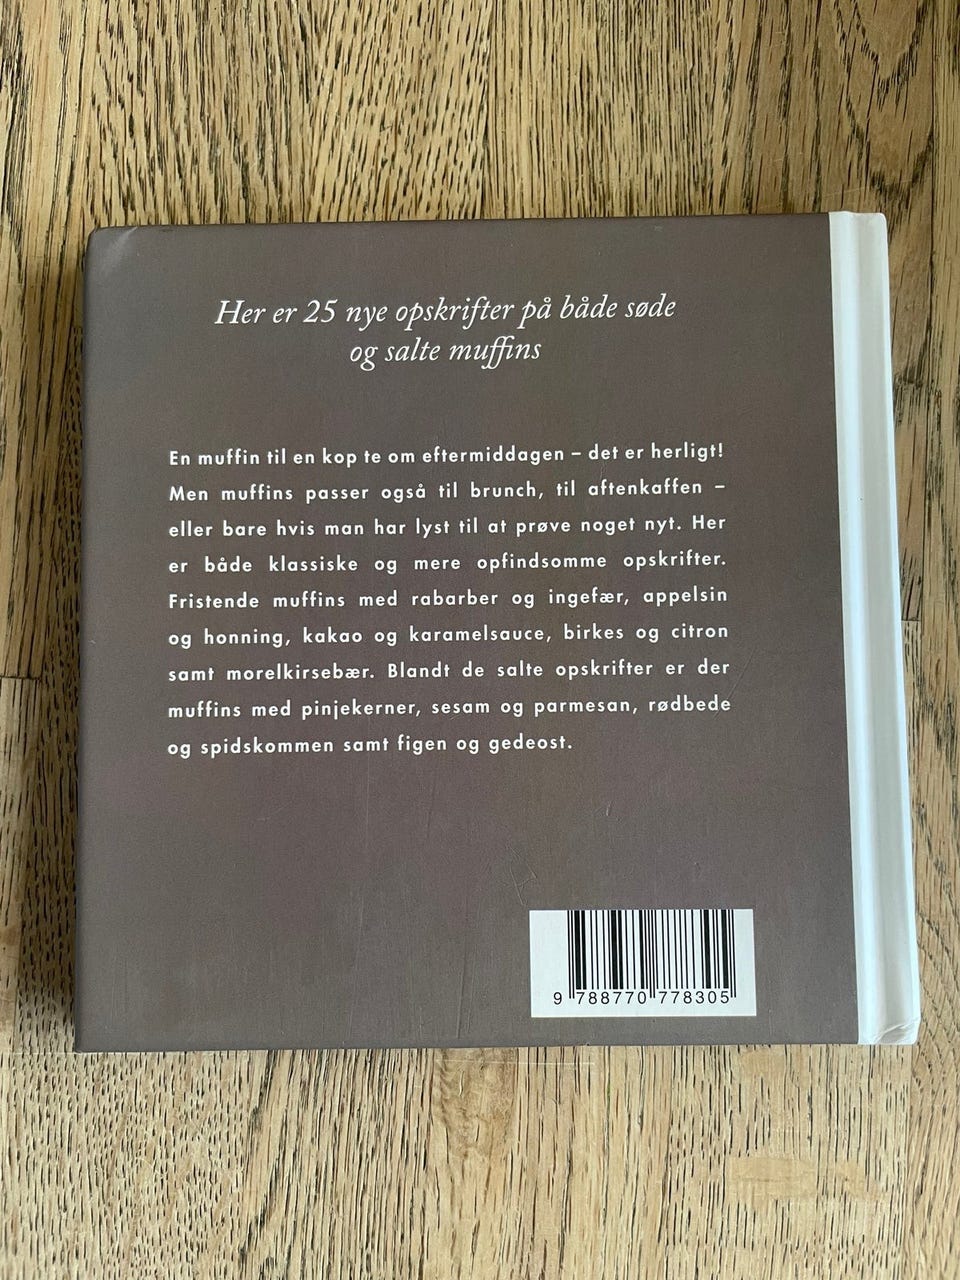 Her er 25 nye opskrifter på både søde
og salte muffins
En muffin til en kop te om eftermiddagen – det er herligt!
Men muffins passer også til brunch, til aftenkaffen –
eller bare hvis man har lyst til at prøve noget nyt. Her
er både klassiske og mere opfindsomme opskrifter.
Fristende muffins med rabarber og ingefær, appelsin
og honning, kakao og karamelsauce, birkes og citron
samt morelkirsebær. Blandt de salte opskrifter er der
muffins med pinjekerner, sesam og parmesan, rødbede
og spidskommen samt figen og gedeost.
9 788770 778305